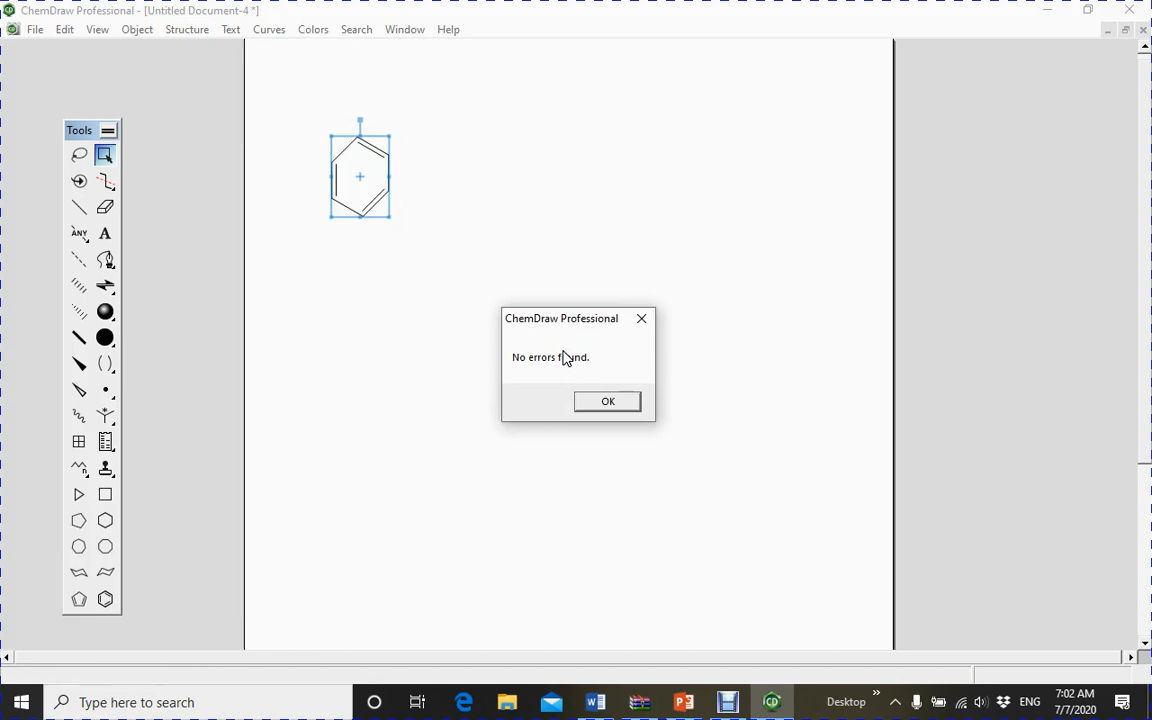 ChemDraw Professional - [Untitled Document-4 *]
File Edit View Object Structure Text Curves Colors Search Window Help
Tools
ANY A
ChemDraw Professional
No errors found.
OK
Type here to search
Desktop
ENG
7:02 AM
7/7/2020